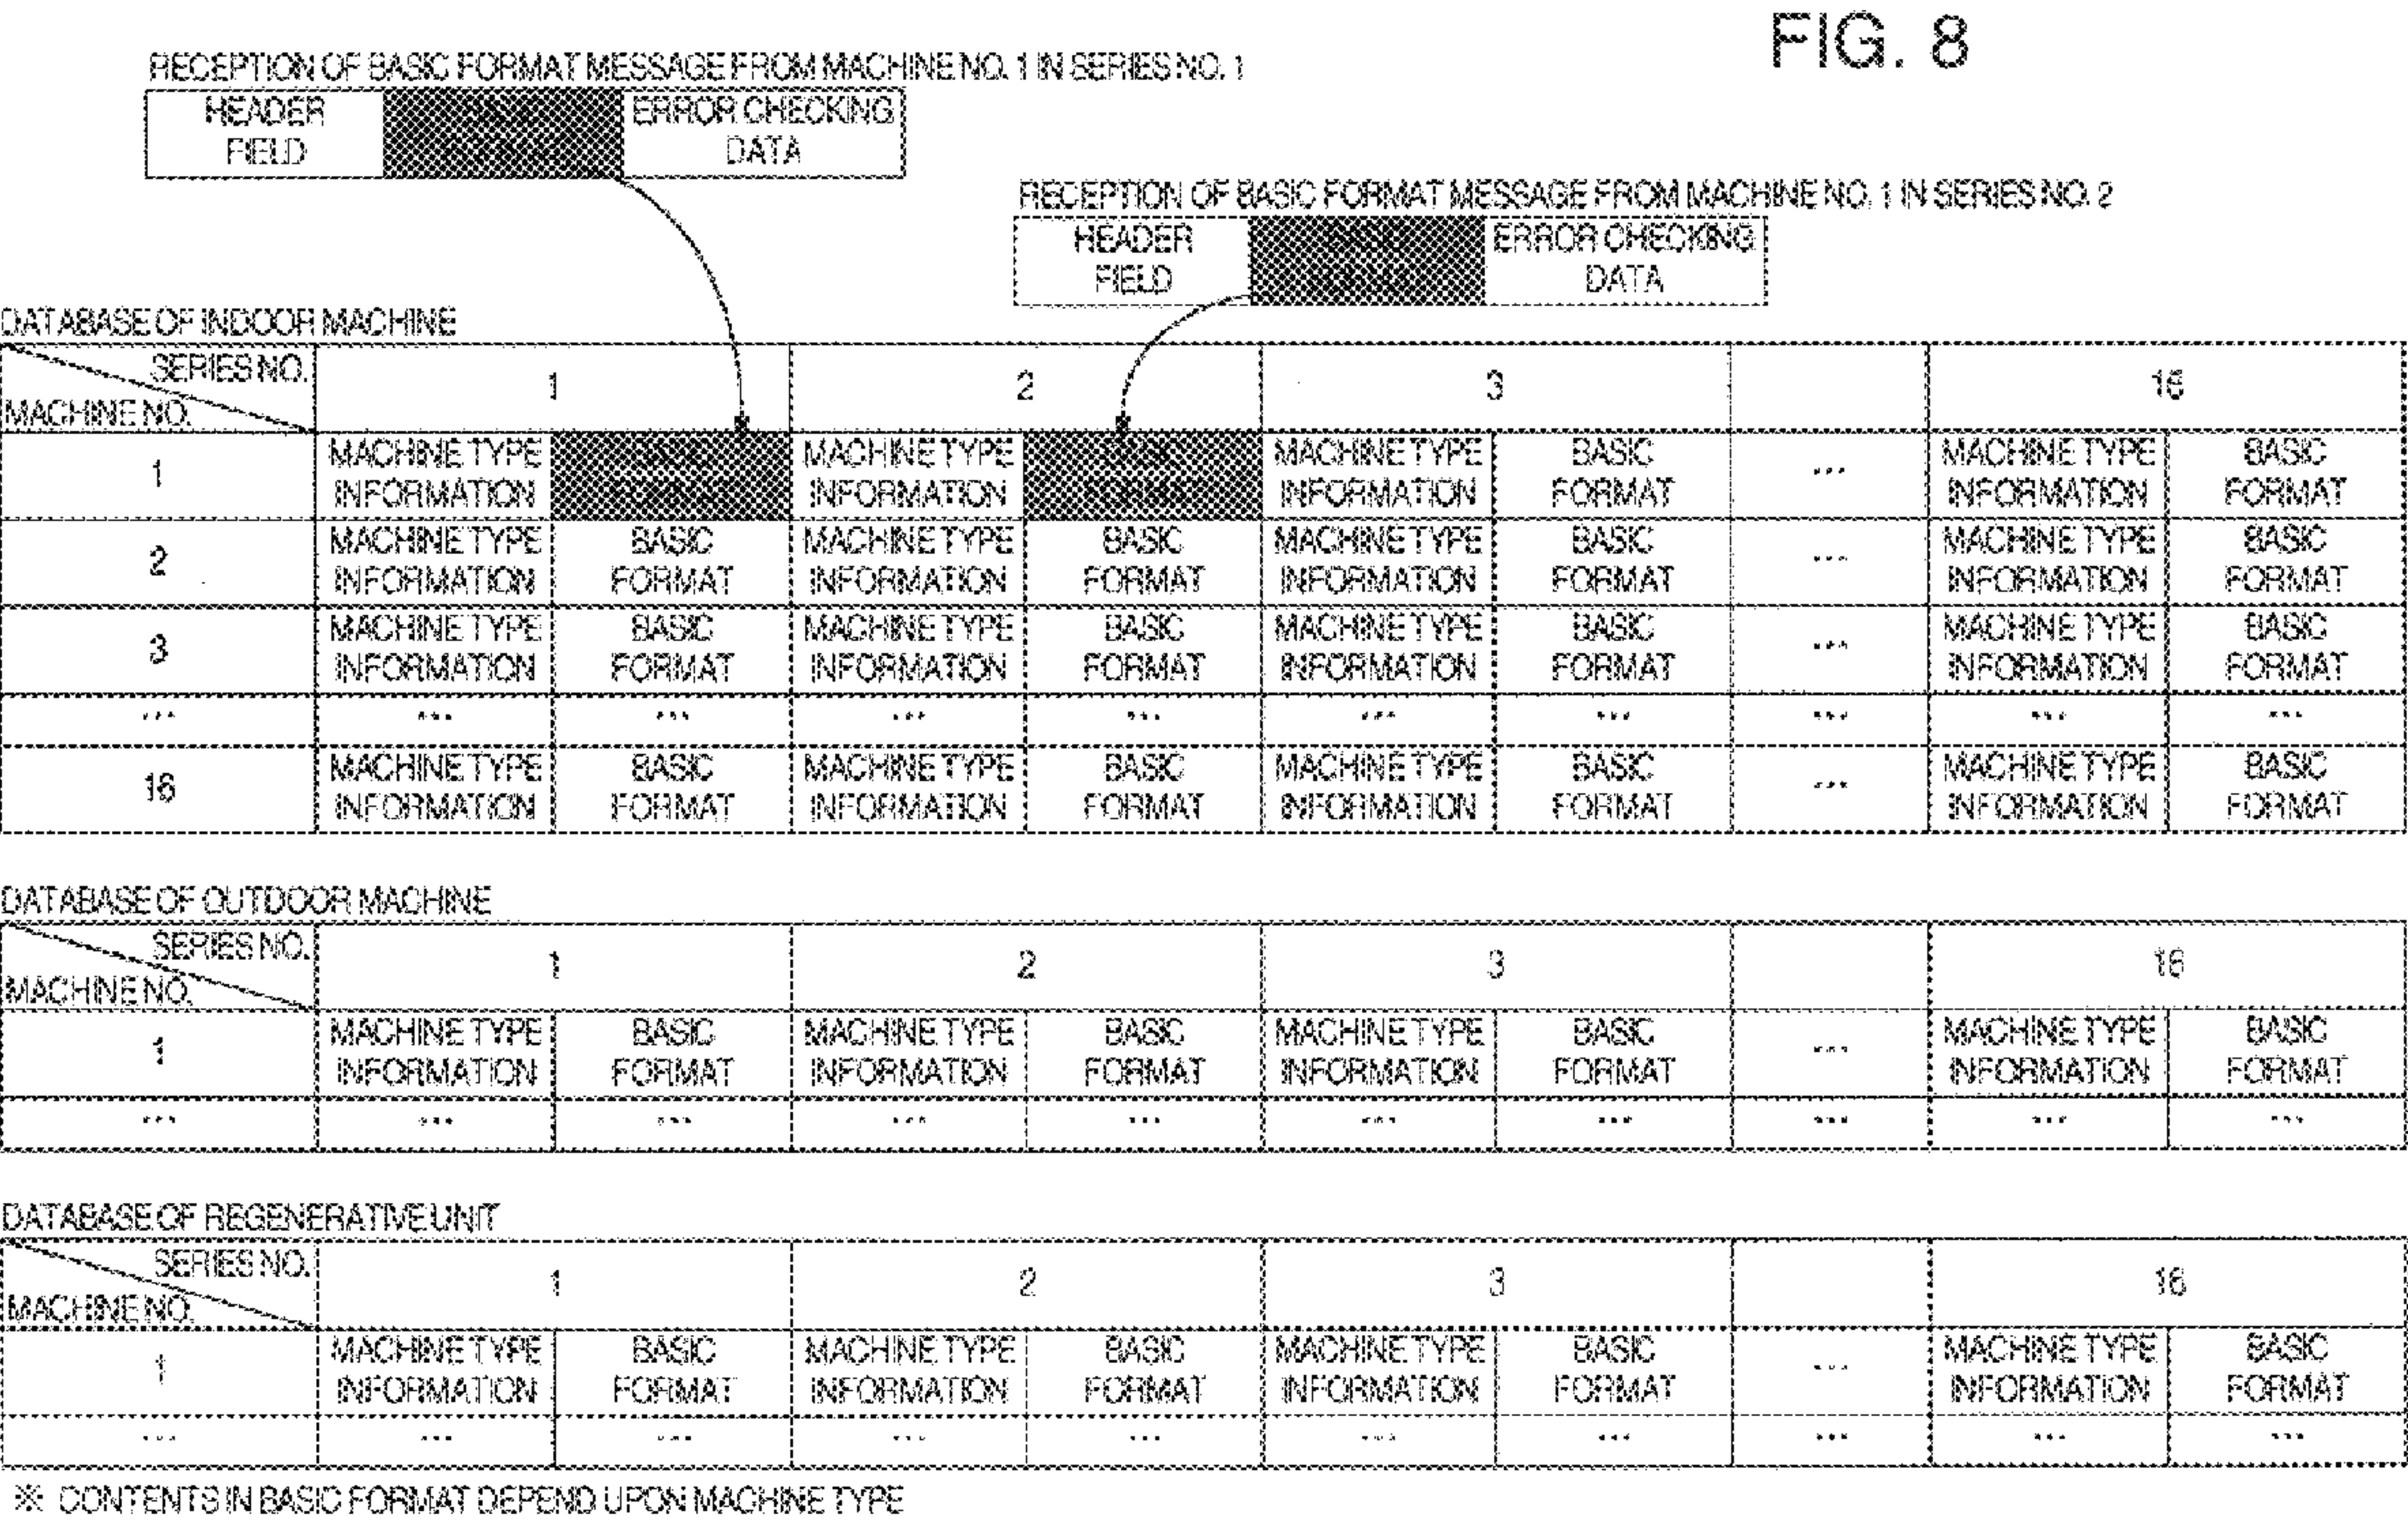 FIG. 8
RECEPTION OF BASIC FORMAT MESSAGE FROM MACHINE NO. 1 IN SERIES NO. 1
HEADER ERROR CHECKING
FIELD DATA
RECEPTION OF BASIC FORMAT MESSAGE FROM MACHINE NO. 1 IN SERIES NO. 2
HEADER ERROR CHECKING
FIELD DATA
DATABASE OF INDOOR MACHINE
SERIES NO.
MACHINE NO.
1 2 3 16
1 MACHINE TYPE MACHINE TYPE MACHINE TYPE BASIC *** MACHINE TYPE BASIC
INFORMATION FORMAT INFORMATION FORMAT INFORMATION FORMAT INFORMATION FORMAT
2 MACHINE TYPE BASIC MACHINE TYPE BASIC MACHINE TYPE BASIC *** MACHINE TYPE BASIC
INFORMATION FORMAT INFORMATION FORMAT INFORMATION FORMAT INFORMATION FORMAT
3 MACHINE TYPE BASIC MACHINE TYPE BASIC MACHINE TYPE BASIC *** MACHINE TYPE BASIC
INFORMATION FORMAT INFORMATION FORMAT INFORMATION FORMAT INFORMATION FORMAT
*** *** *** *** *** *** *** *** *** ***
16 MACHINE TYPE BASIC MACHINE TYPE BASIC MACHINE TYPE BASIC *** MACHINE TYPE BASIC
INFORMATION FORMAT INFORMATION FORMAT INFORMATION FORMAT INFORMATION FORMAT
DATABASE OF OUTDOOR MACHINE
SERIES NO.
MACHINE NO.
1 2 3 16
1 MACHINE TYPE BASIC MACHINE TYPE BASIC MACHINE TYPE BASIC *** MACHINE TYPE BASIC
INFORMATION FORMAT INFORMATION FORMAT INFORMATION FORMAT INFORMATION FORMAT
*** *** *** *** *** *** *** *** *** ***
DATABASE OF REGENERATIVE UNIT
SERIES NO.
MACHINE NO.
1 2 3 16
1 MACHINE TYPE BASIC MACHINE TYPE BASIC MACHINE TYPE BASIC *** MACHINE TYPE BASIC
INFORMATION FORMAT INFORMATION FORMAT INFORMATION FORMAT INFORMATION FORMAT
*** *** *** *** *** *** *** *** *** ***
※ CONTENTS IN BASIC FORMAT DEPEND UPON MACHINE TYPE